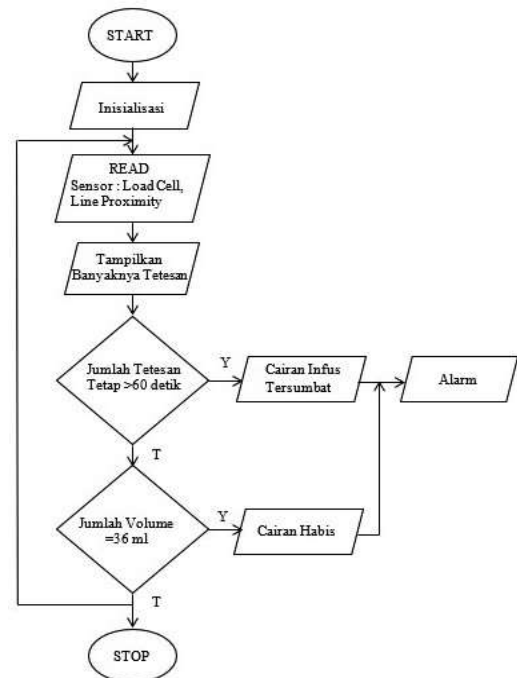 START
Inisialisasi
READ
Sensor : Load Cell,
Line Proximity
Tampilkan
Banyaknya Tetesan
Jumlah Tetesan
Tetap >60 detik
Y
Cairan Infus
Tersumbat
Alarm
T
Jumlah Volume
=36 ml
Y
Cairan Habis
T
STOP